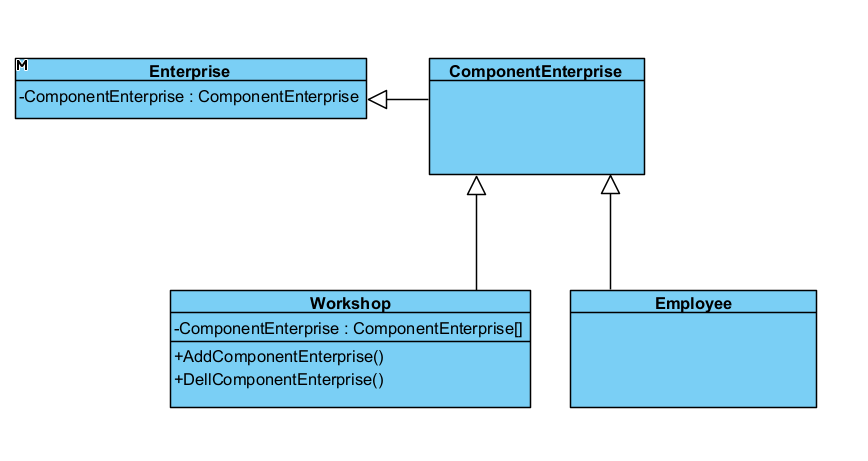 M
Enterprise
-ComponentEnterprise : ComponentEnterprise
ComponentEnterprise
Workshop
-ComponentEnterprise : ComponentEnterprise[]
+AddComponentEnterprise()
+DellComponentEnterprise()
Employee